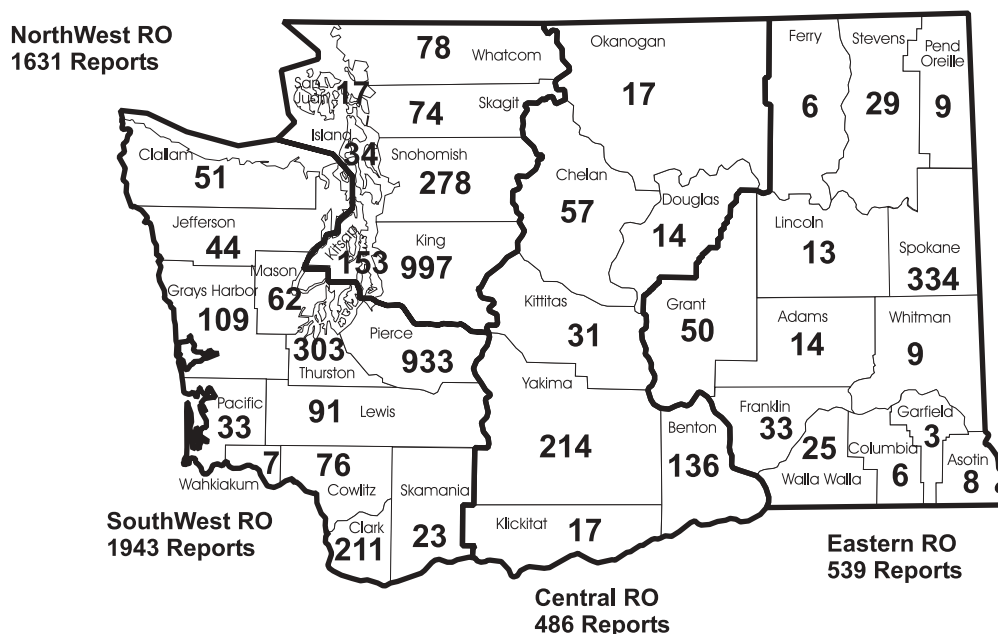 NorthWest RO
1631 Reports
78
Whatcom
San
Juan
17
74
Skagit
Island
34
Snohomish
278
Clallam
51
Jefferson
44
Kitsap
153
King
997
Mason
62
Grays Harbor
109
303
Thurston
Pierce
933
Pacific
33
91 Lewis
7
Wahkiakum
76
Cowlitz
Clark
211
Skamania
23
SouthWest RO
1943 Reports
Okanogan
17
Chelan
57
Douglas
14
Kittitas
31
Yakima
214
Benton
136
Klickitat 17
Central RO
486 Reports
Ferry
6
Stevens
29
Pend
Oreille
9
Lincoln
13
Spokane
334
Grant
50
Adams
14
Whitman
9
Franklin
33
25
Walla Walla
Columbia
6
Garfield
3
Asotin
8
Eastern RO
539 Reports